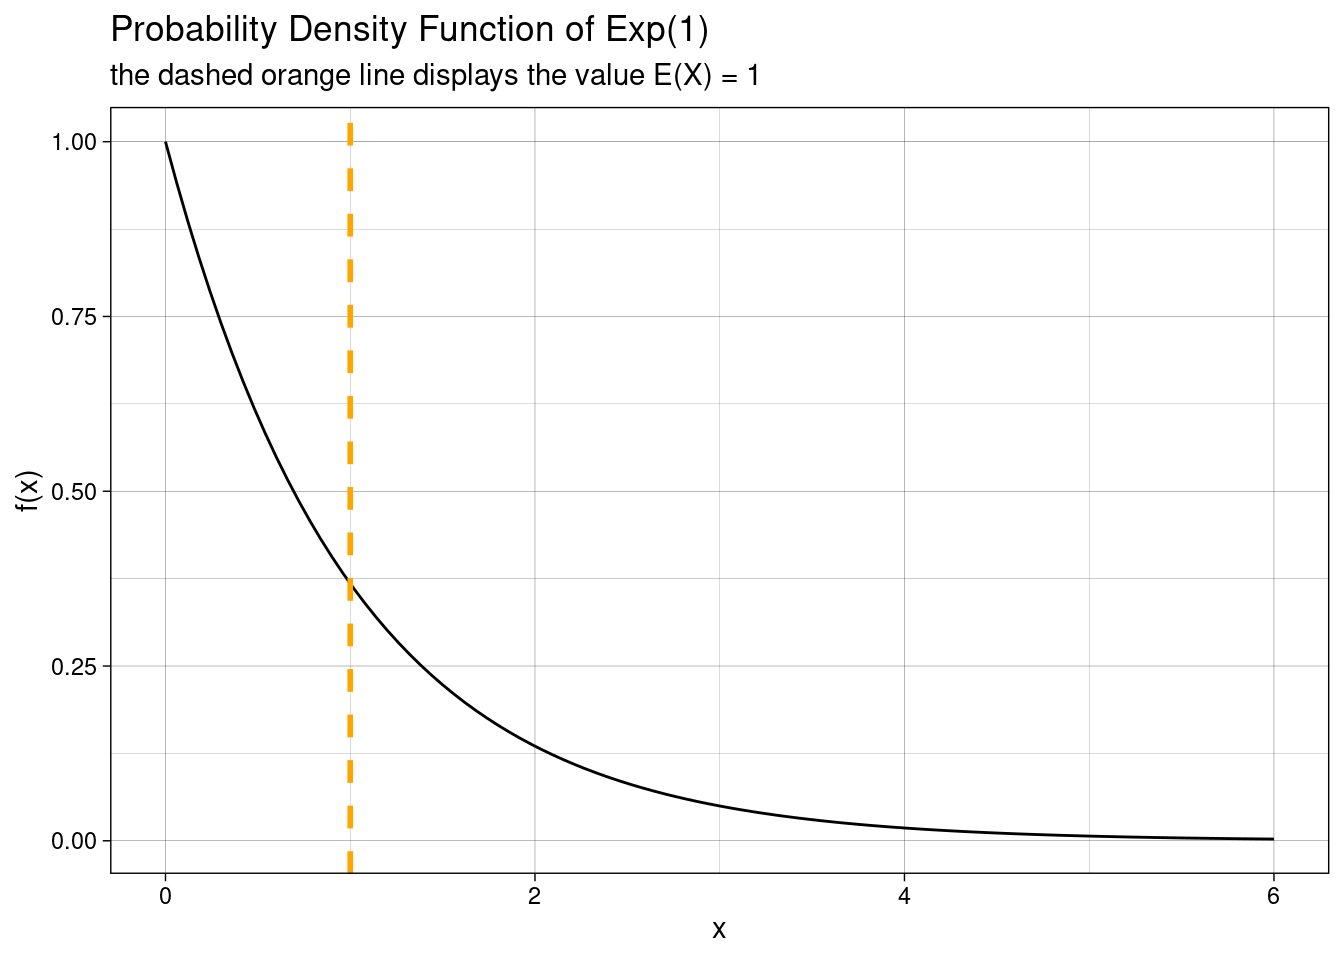 Probability Density Function of Exp(1)
the dashed orange line displays the value E(X) = 1
1.00
0.75
0.50
0.25
0.00
f(x)
0 2 4 6
x